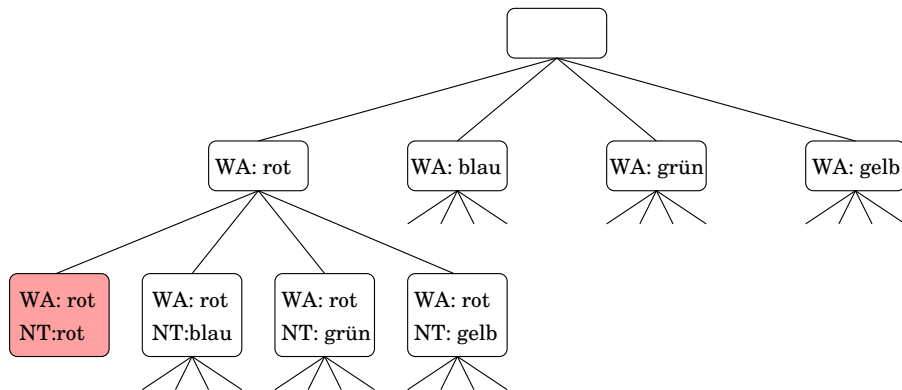 WA: rot
WA: blau
WA: grün
WA: gelb
WA: rot
NT:rot
WA: rot
NT:blau
WA: rot
NT: grün
WA: rot
NT: gelb